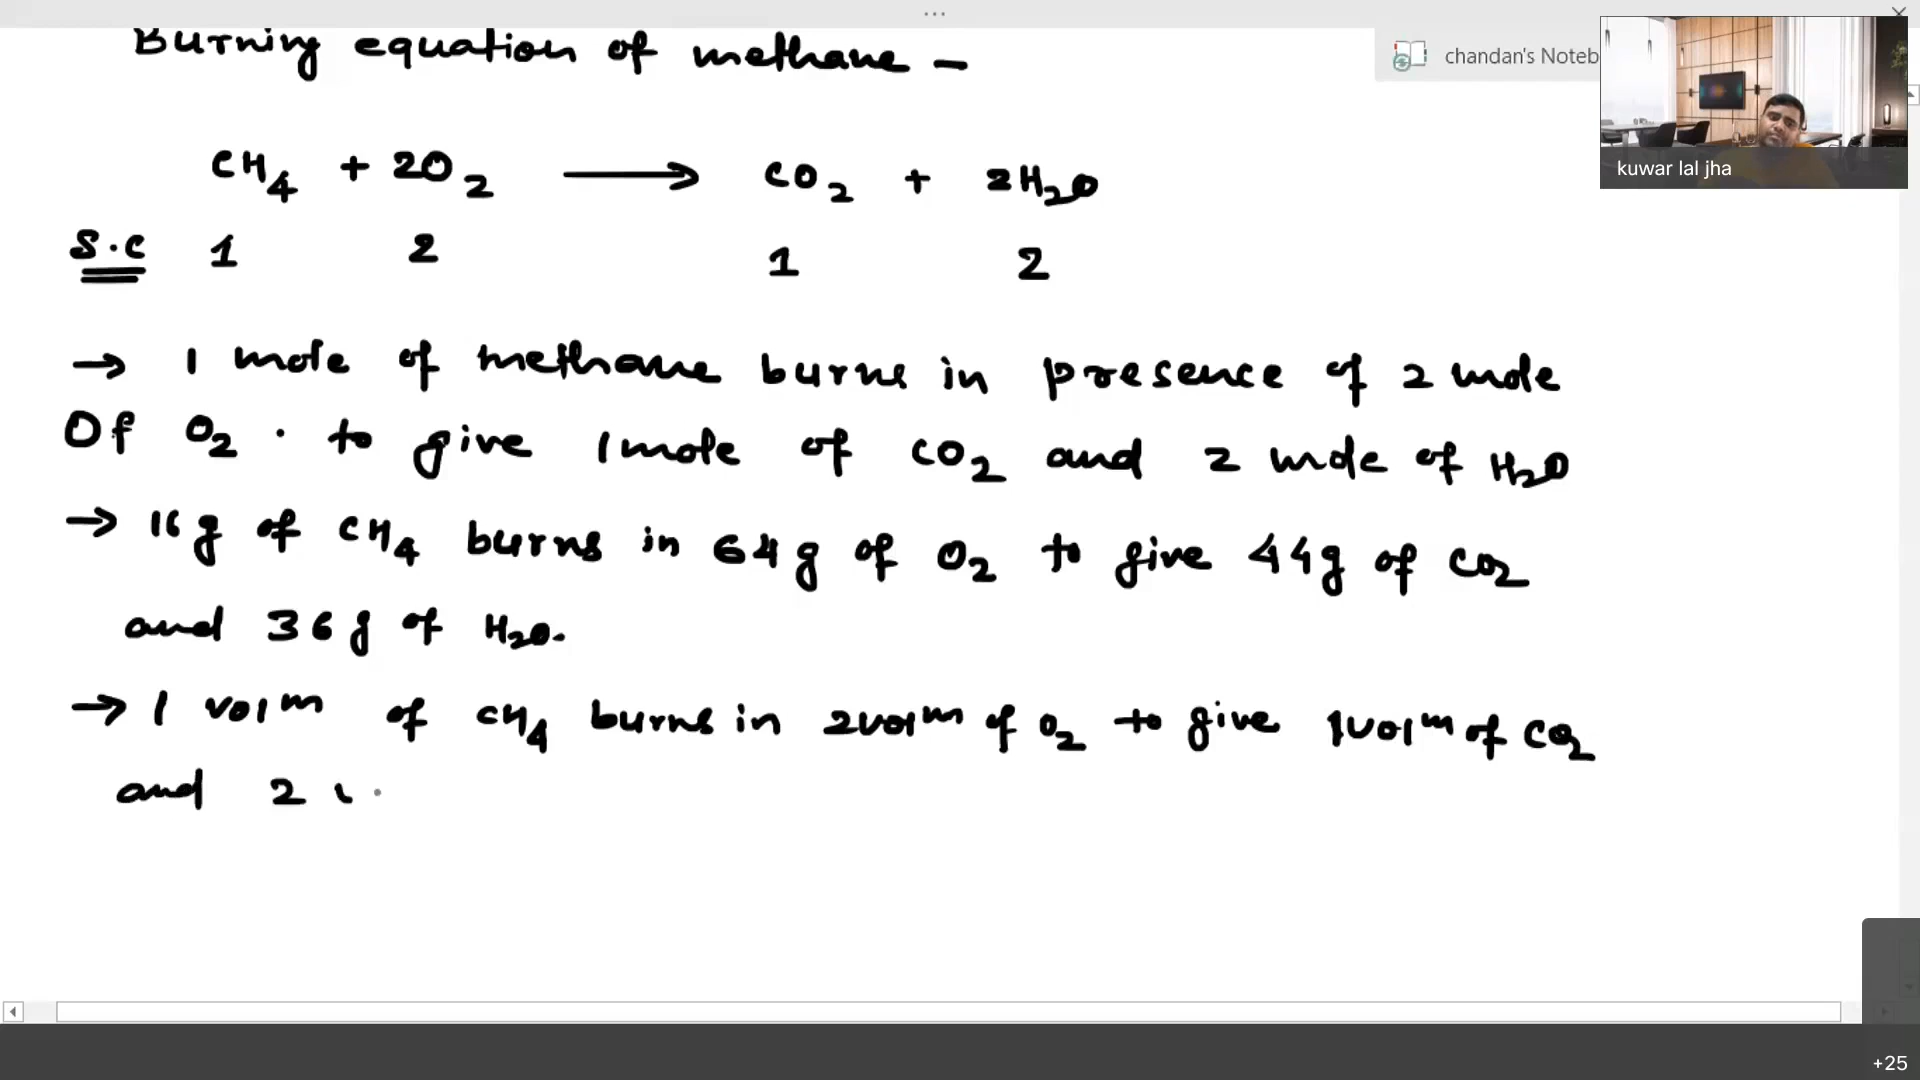 Burning equation of methane -
chandan's Noteb
CH4 + 2O2 → CO2 + 2H2O
kuwar lal jha
S.C 1 2 1 2
→ 1 mole of methane burns in presence of 2 mole
Of O2 . to give 1 mole of CO2 and 2 mole of H2O
→ 16 g of CH4 burns in 64 g of O2 to give 44g of CO2
and 36 g of H2O.
→ 1 volm of CH4 burns in 2 volm of O2 to give 1 volm of CO2
and 2
+25